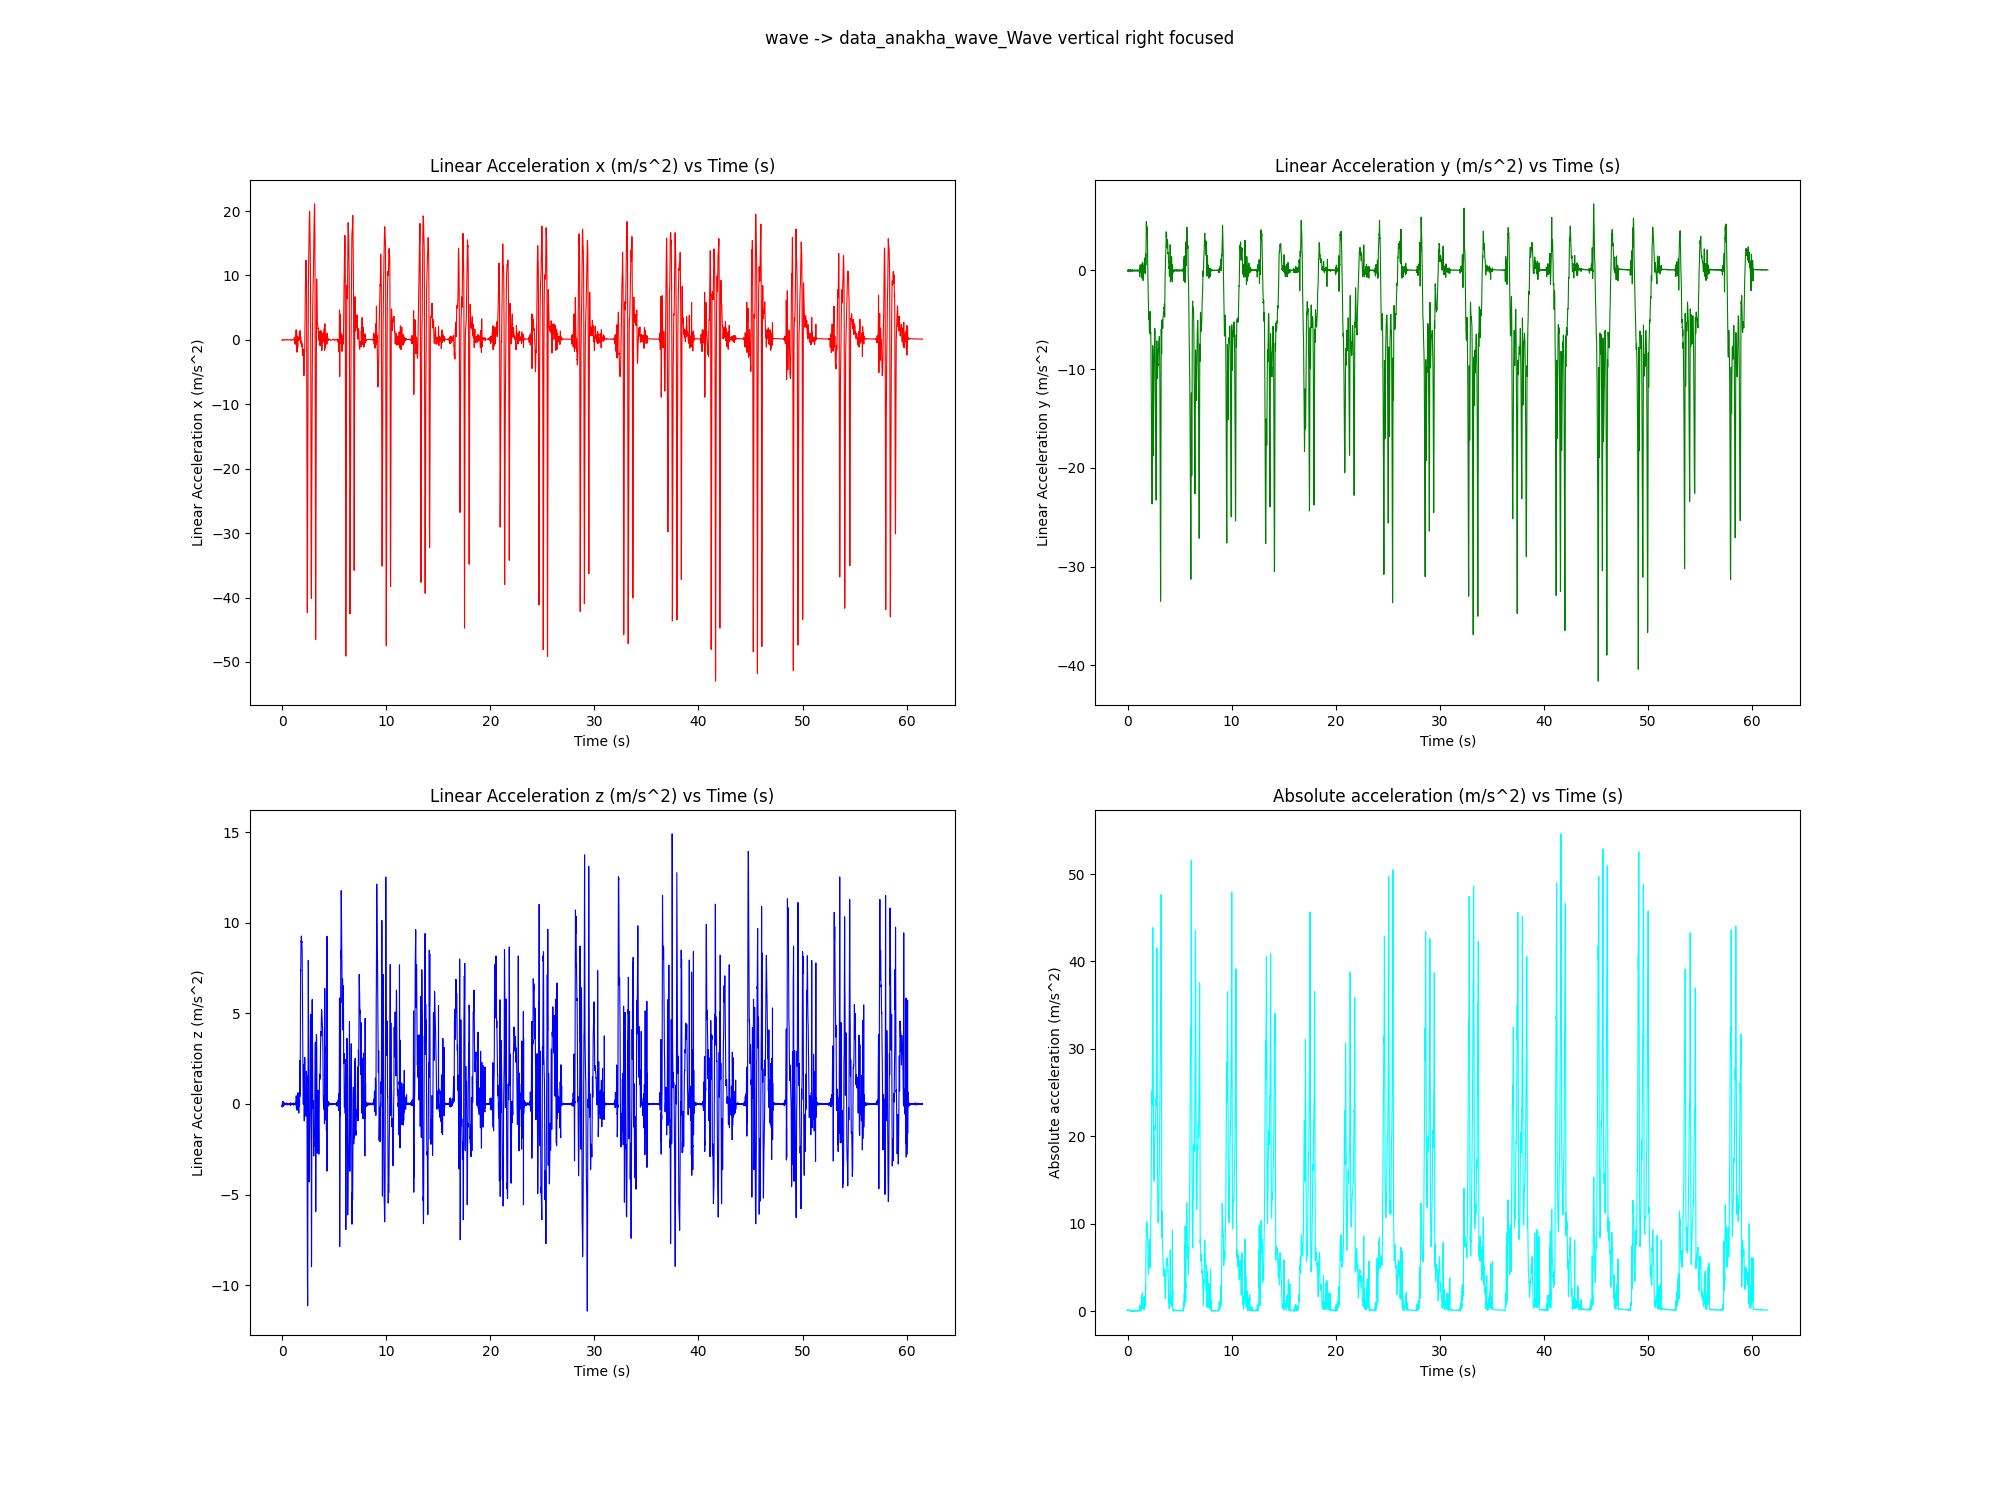 wave -> data_anakha_wave_Wave vertical right focused
Linear Acceleration x (m/s^2) vs Time (s)
Linear Acceleration x (m/s^2)
20
10
0
−10
−20
−30
−40
−50
0 10 20 30 40 50 60
Time (s)
Linear Acceleration y (m/s^2) vs Time (s)
Linear Acceleration y (m/s^2)
0
−10
−20
−30
−40
0 10 20 30 40 50 60
Time (s)
Linear Acceleration z (m/s^2) vs Time (s)
Linear Acceleration z (m/s^2)
15
10
5
0
−5
−10
0 10 20 30 40 50 60
Time (s)
Absolute acceleration (m/s^2) vs Time (s)
Absolute acceleration (m/s^2)
50
40
30
20
10
0
0 10 20 30 40 50 60
Time (s)